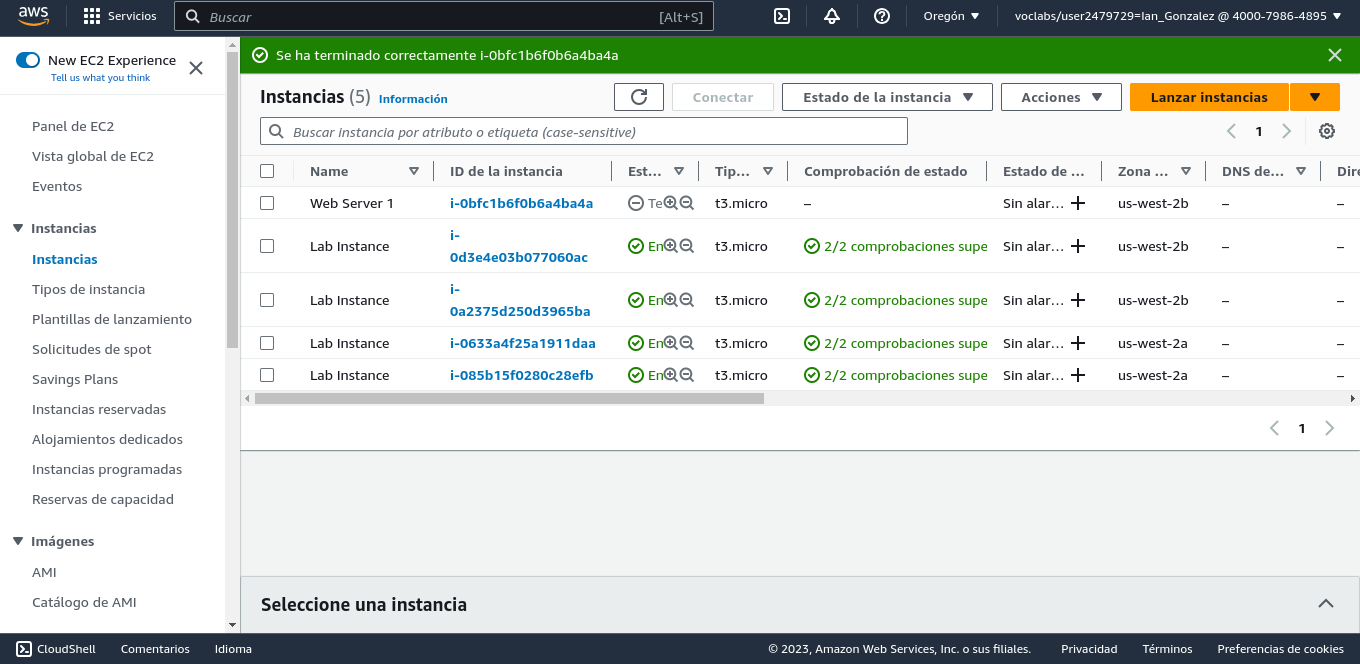 aws
Servicios
Buscar
[Alt+S]
Oregón
voclabs/user2479729=Ian_Gonzalez @ 4000-7986-4895
New EC2 Experience
Tell us what you think
Panel de EC2
Vista global de EC2
Eventos
Instancias
Instancias
Tipos de instancia
Plantillas de lanzamiento
Solicitudes de spot
Savings Plans
Instancias reservadas
Alojamientos dedicados
Instancias programadas
Reservas de capacidad
Imágenes
AMI
Catálogo de AMI
Se ha terminado correctamente i-0bfc1b6f0b6a4ba4a
Instancias (5) Información
Conectar
Estado de la instancia
Acciones
Lanzar instancias
Buscar instancia por atributo o etiqueta (case-sensitive)
1
Name ID de la instancia Est... Tip... Comprobación de estado Estado de ... Zona ... DNS de... Dire
Web Server 1 i-0bfc1b6f0b6a4ba4a Te t3.micro – Sin alar... us-west-2b – –
Lab Instance i-
0d3e4e03b077060ac En t3.micro 2/2 comprobaciones supe Sin alar... us-west-2b – –
Lab Instance i-
0a2375d250d3965ba En t3.micro 2/2 comprobaciones supe Sin alar... us-west-2b – –
Lab Instance i-0633a4f25a1911daa En t3.micro 2/2 comprobaciones supe Sin alar... us-west-2a – –
Lab Instance i-085b15f0280c28efb En t3.micro 2/2 comprobaciones supe Sin alar... us-west-2a – –
1
Seleccione una instancia
CloudShell
Comentarios
Idioma
© 2023, Amazon Web Services, Inc. o sus filiales.
Privacidad
Términos
Preferencias de cookies